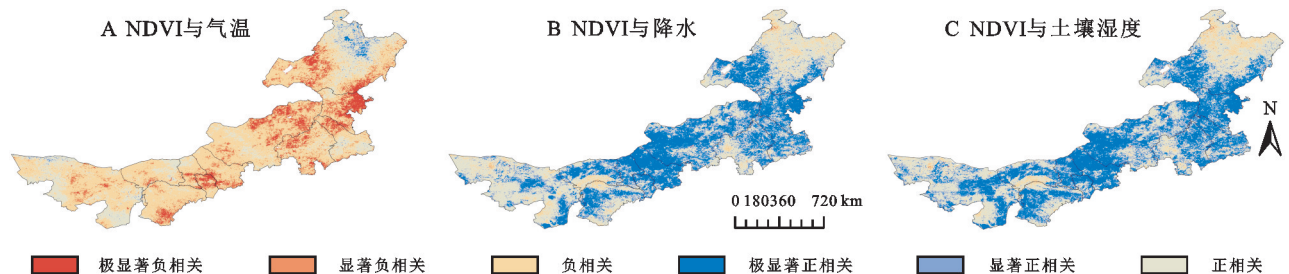 A NDVI与气温
B NDVI与降水
C NDVI与土壤湿度
N
0 180360 720 km
极显著负相关
显著负相关
负相关
极显著正相关
显著正相关
正相关